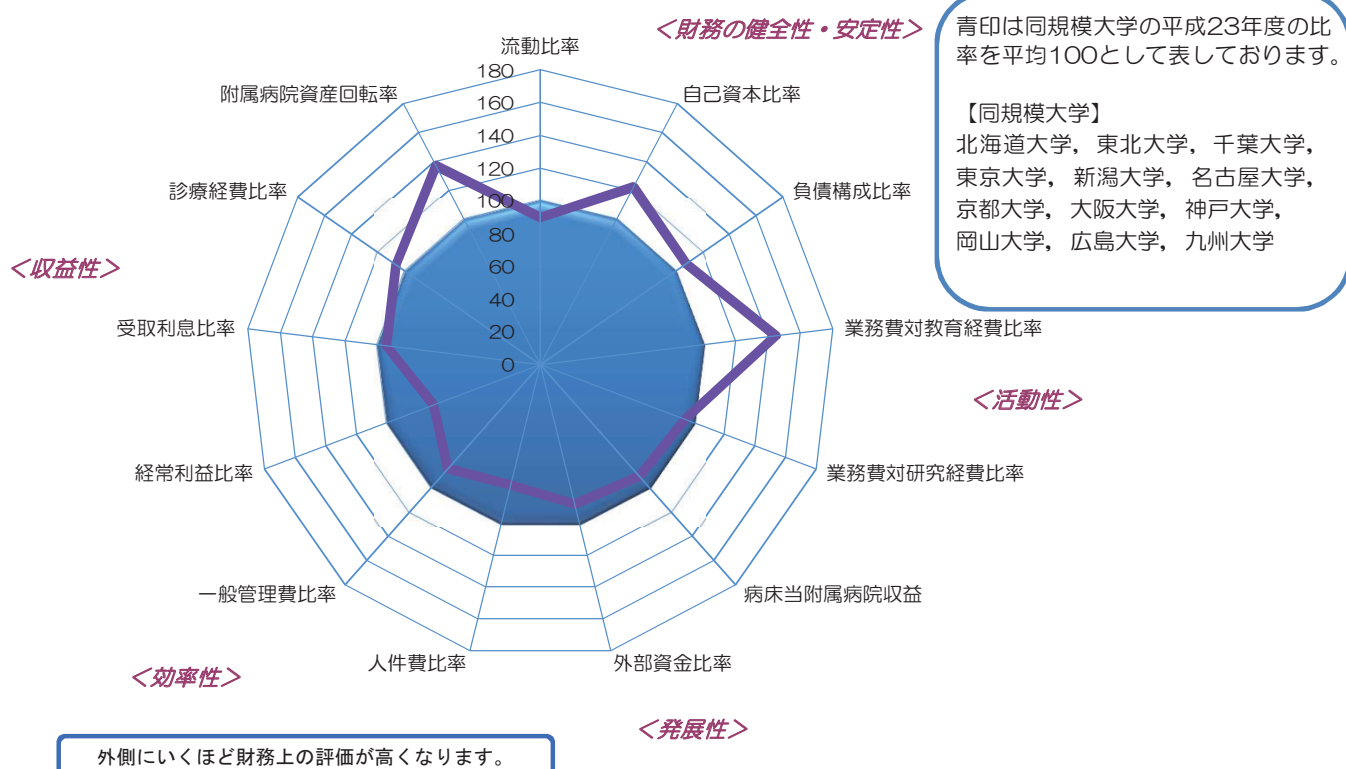 ＜財務の健全性・安定性＞
青印は同規模大学の平成23年度の比
率を平均100として表しております。
【同規模大学】
北海道大学，東北大学，千葉大学，
東京大学，新潟大学，名古屋大学，
京都大学，大阪大学，神戸大学，
岡山大学，広島大学，九州大学
流動比率
自己資本比率
負債構成比率
業務費対教育経費比率
＜活動性＞
業務費対研究経費比率
病床当附属病院収益
外部資金比率
＜発展性＞
人件費比率
一般管理費比率
＜効率性＞
経常利益比率
受取利息比率
＜収益性＞
診療経費比率
附属病院資産回転率
180
160
140
120
100
80
60
40
20
0
外側にいくほど財務上の評価が高くなります。